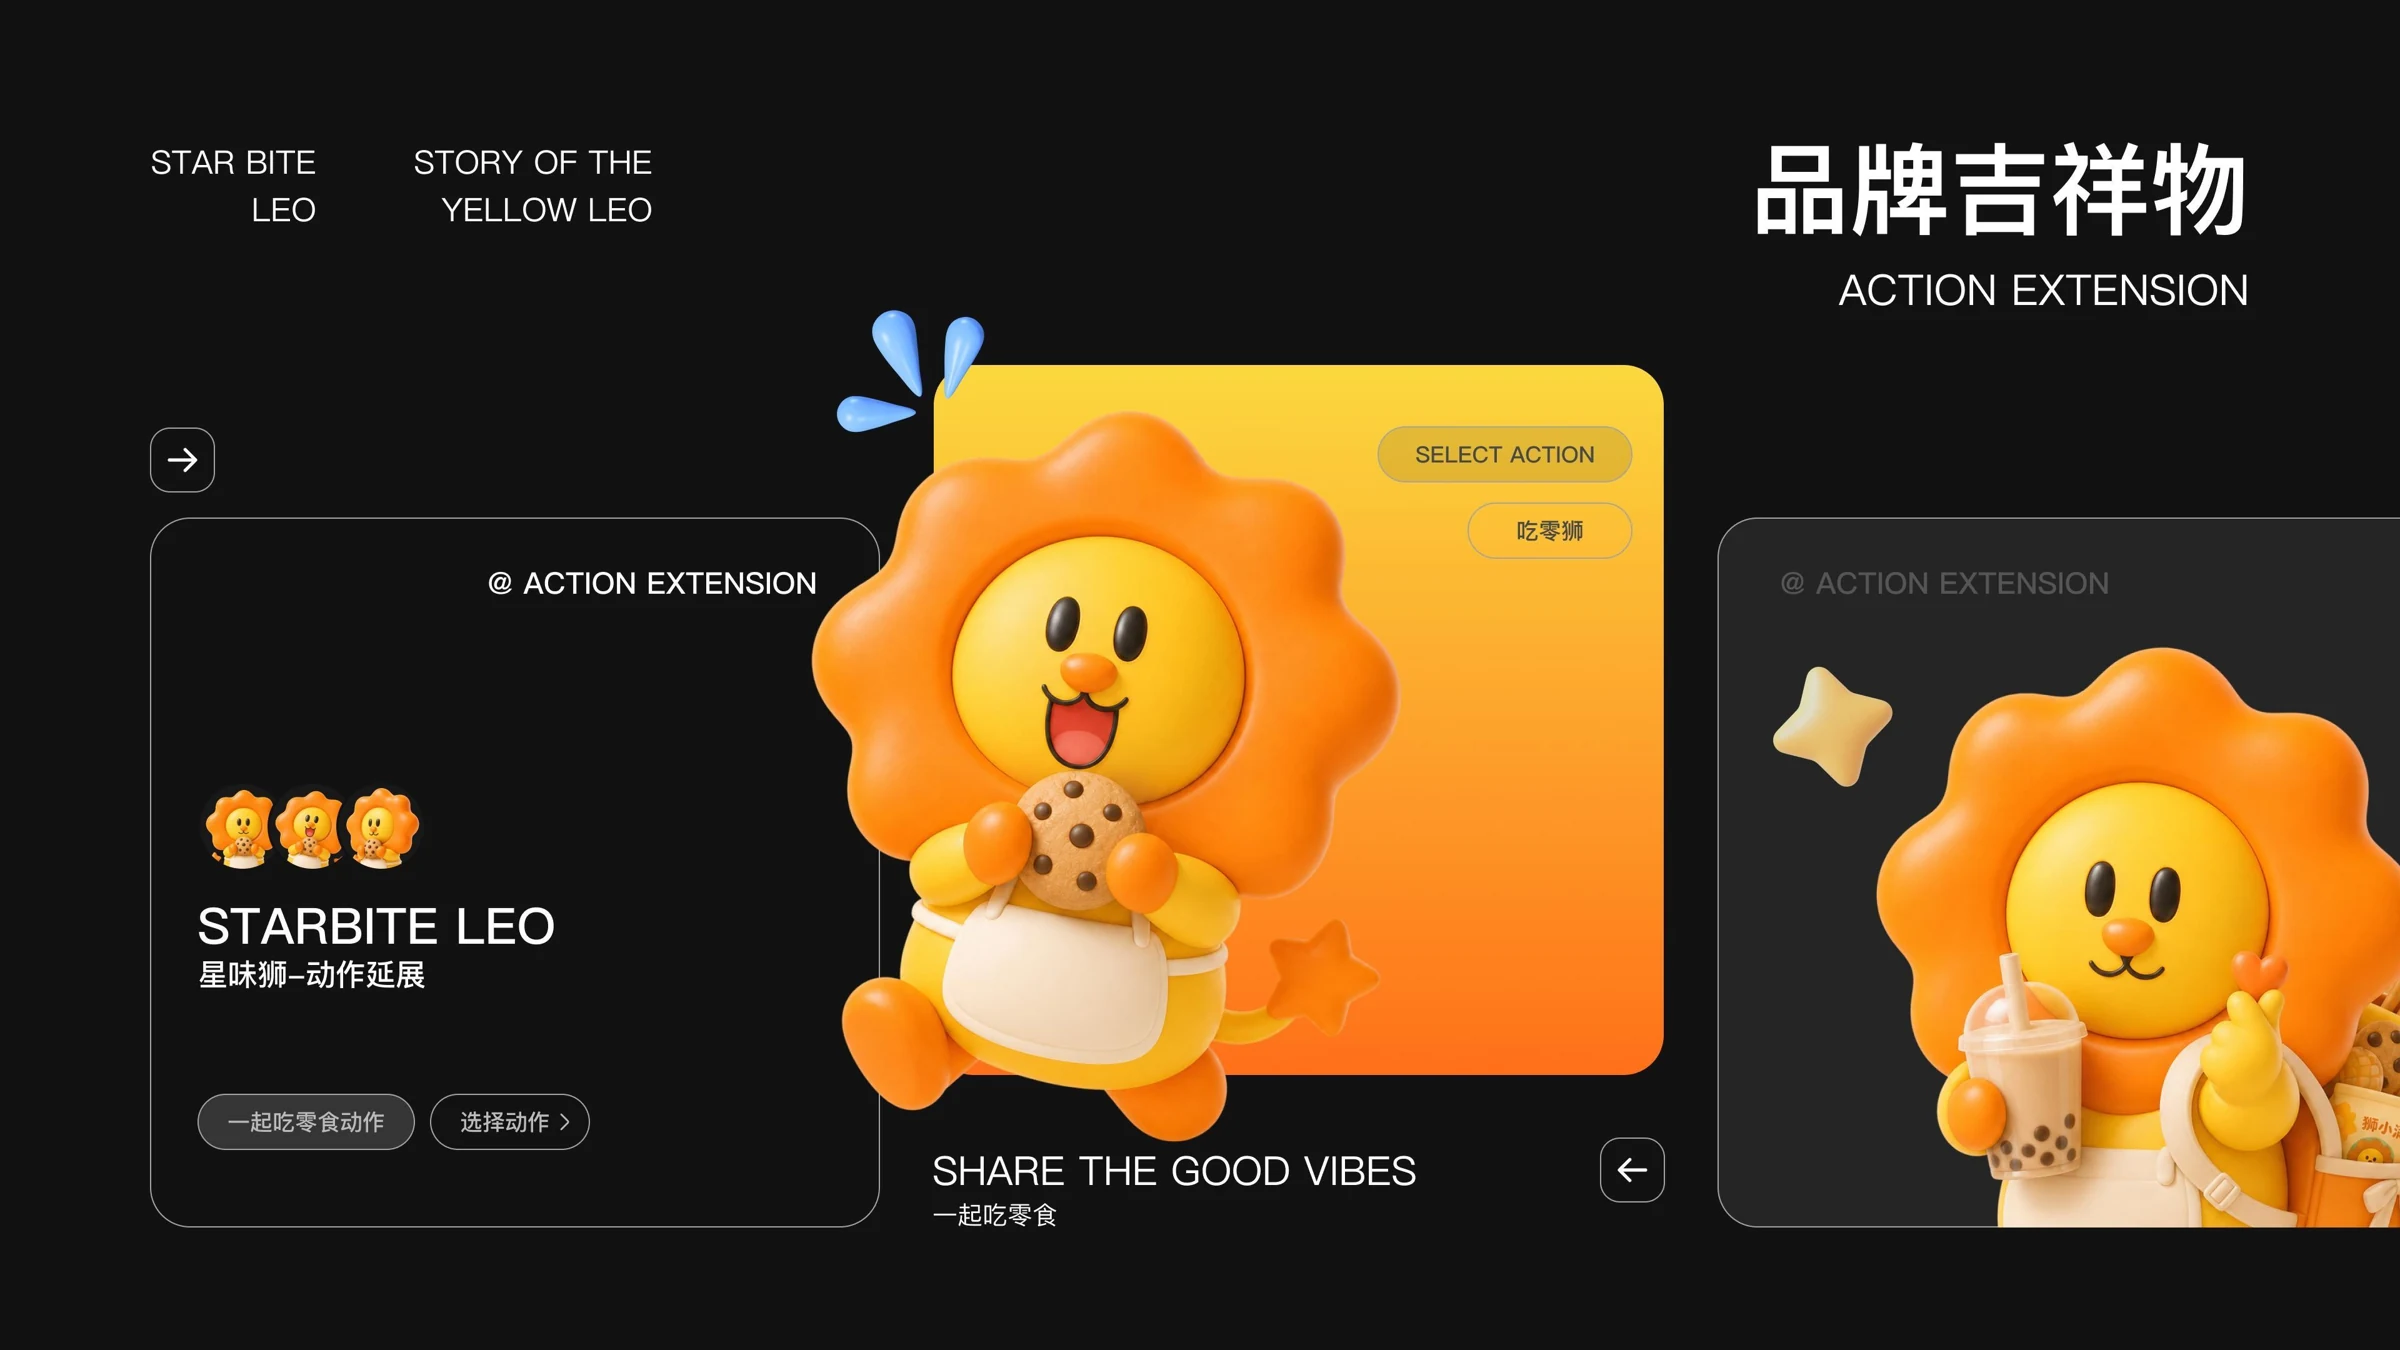 STAR BITE
LEO
STORY OF THE
YELLOW LEO
品牌吉祥物
ACTION EXTENSION
@ ACTION EXTENSION
STARBITE LEO
星味狮–动作延展
一起吃零食动作
选择动作 >
SELECT ACTION
吃零狮
SHARE THE GOOD VIBES
一起吃零食
@ ACTION EXTENSION
狮小